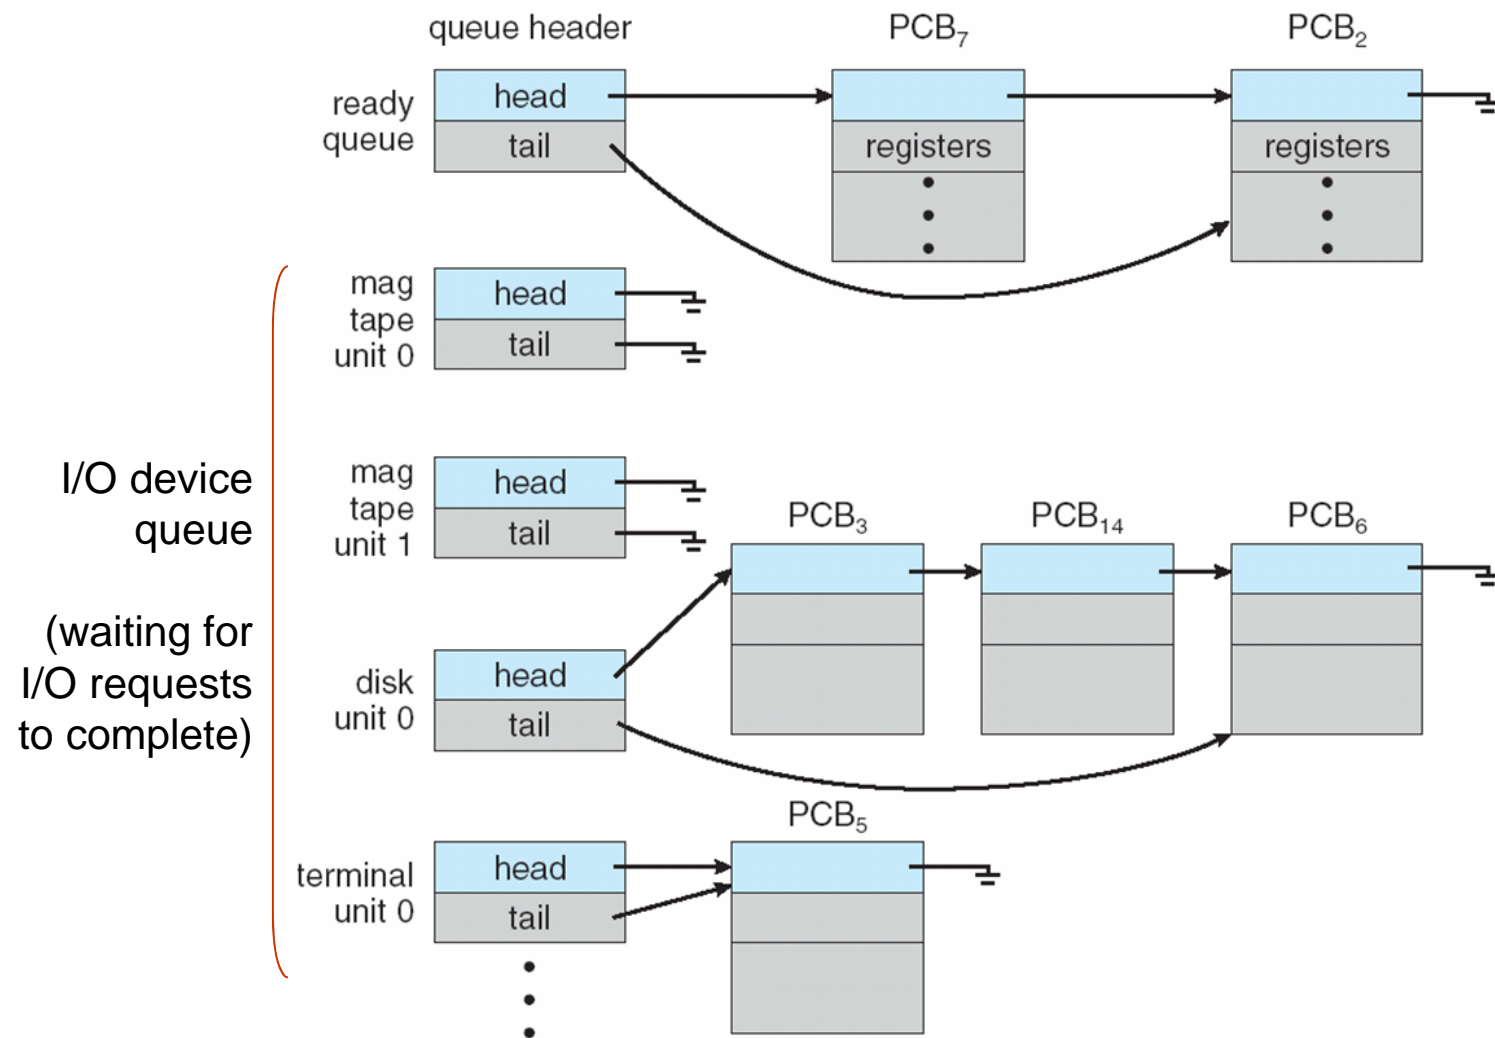 queue header
PCB7
PCB2
ready
queue
head
tail
registers
registers
mag
tape
unit 0
head
tail
I/O device
queue
(waiting for
I/O requests
to complete)
mag
tape
unit 1
head
tail
PCB3
PCB14
PCB6
disk
unit 0
head
tail
PCB5
terminal
unit 0
head
tail